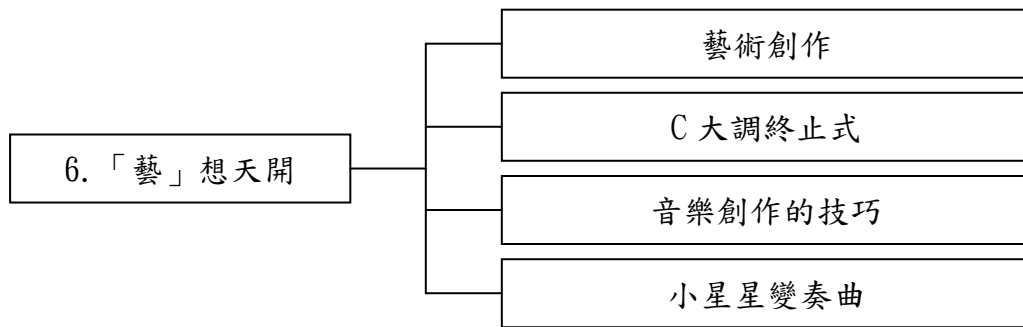 藝術創作
C 大調終止式
6.「藝」想天開
音樂創作的技巧
小星星變奏曲